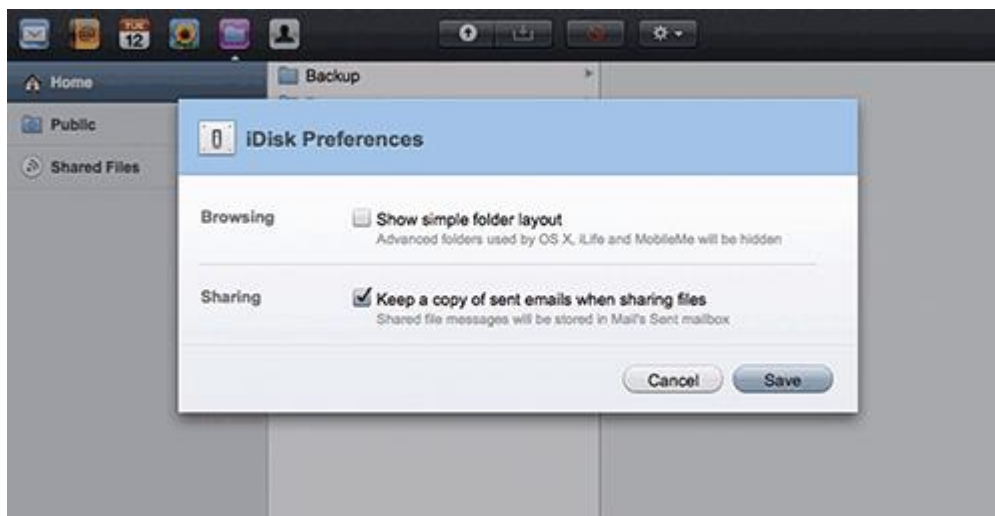 TUE
12
Home
Backup
Public
Shared Files
iDisk Preferences
Browsing
Show simple folder layout
Advanced folders used by OS X, iLife and MobileMe will be hidden
Sharing
Keep a copy of sent emails when sharing files
Shared file messages will be stored in Mail's Sent mailbox
Cancel
Save